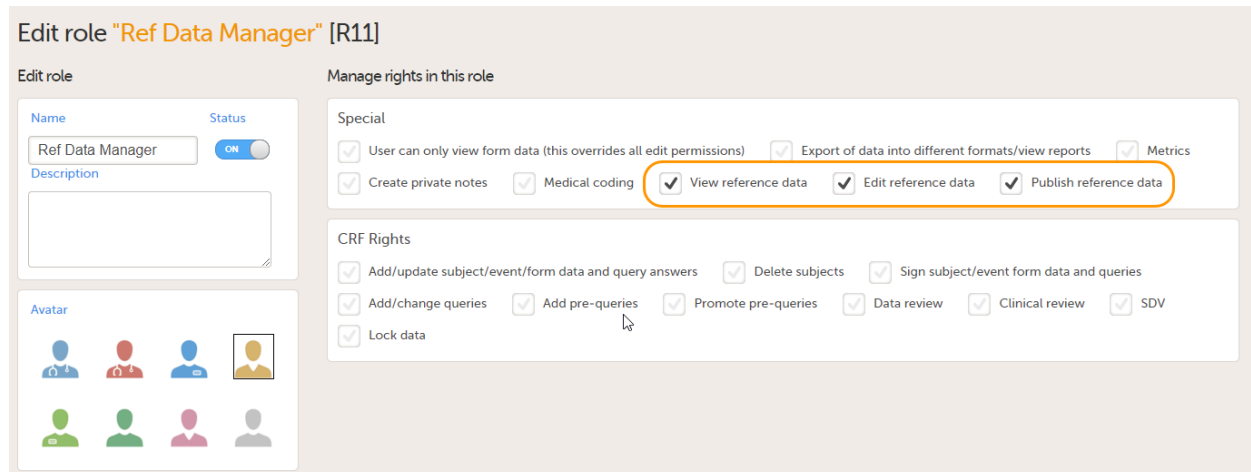 Edit role "Ref Data Manager" [R11]
Edit role
Manage rights in this role
Name
Status
Ref Data Manager
ON
Description
Avatar
Special
User can only view form data (this overrides all edit permissions)
Export of data into different formats/view reports
Metrics
Create private notes
Medical coding
View reference data
Edit reference data
Publish reference data
CRF Rights
Add/update subject/event/form data and query answers
Delete subjects
Sign subject/event form data and queries
Add/change queries
Add pre-queries
Promote pre-queries
Data review
Clinical review
SDV
Lock data